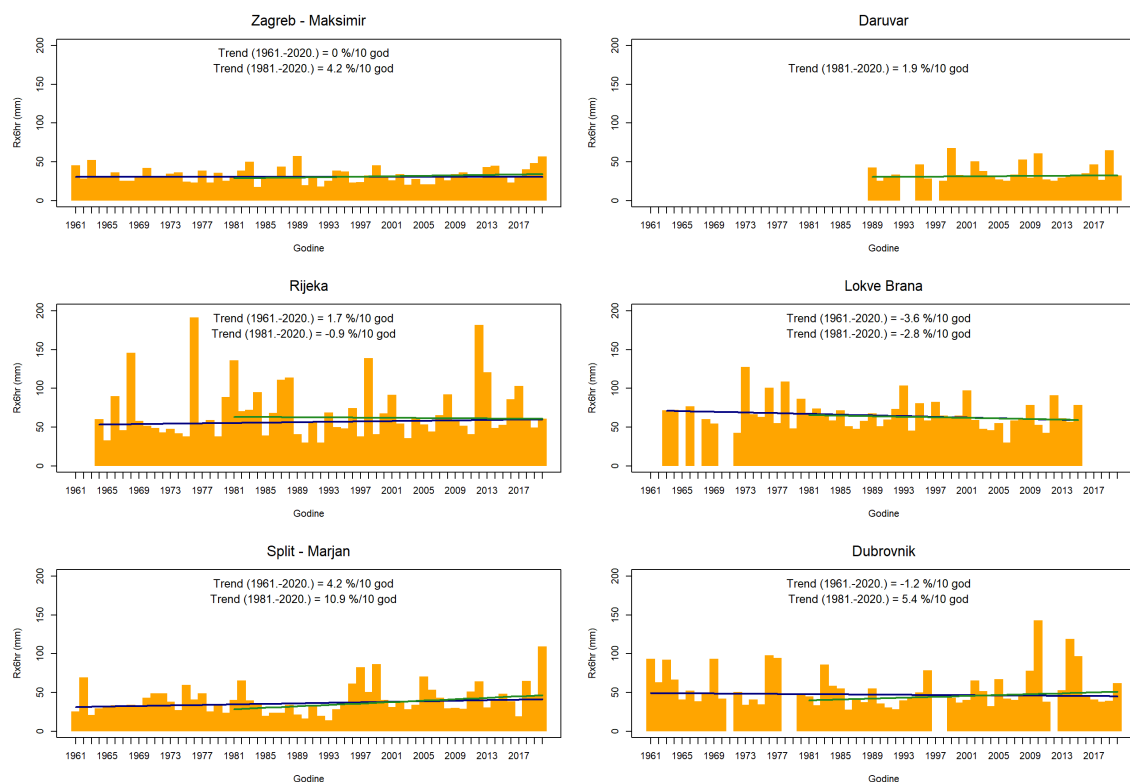 Zagreb - Maksimir
Trend (1961.-2020.) = 0 %/10 god
Trend (1981.-2020.) = 4.2 %/10 god
Rx6hr (mm)
0 50 100 150 200
1961 1965 1969 1973 1977 1981 1985 1989 1993 1997 2001 2005 2009 2013 2017
Godine
Daruvar
Trend (1981.-2020.) = 1.9 %/10 god
Rx6hr (mm)
0 50 100 150 200
1961 1965 1969 1973 1977 1981 1985 1989 1993 1997 2001 2005 2009 2013 2017
Godine
Rijeka
Trend (1961.-2020.) = 1.7 %/10 god
Trend (1981.-2020.) = -0.9 %/10 god
Rx6hr (mm)
0 50 100 150 200
1961 1965 1969 1973 1977 1981 1985 1989 1993 1997 2001 2005 2009 2013 2017
Godine
Lokve Brana
Trend (1961.-2020.) = -3.6 %/10 god
Trend (1981.-2020.) = -2.8 %/10 god
Rx6hr (mm)
0 50 100 150 200
1961 1965 1969 1973 1977 1981 1985 1989 1993 1997 2001 2005 2009 2013 2017
Godine
Split - Marjan
Trend (1961.-2020.) = 4.2 %/10 god
Trend (1981.-2020.) = 10.9 %/10 god
Rx6hr (mm)
0 50 100 150 200
1961 1965 1969 1973 1977 1981 1985 1989 1993 1997 2001 2005 2009 2013 2017
Godine
Dubrovnik
Trend (1961.-2020.) = -1.2 %/10 god
Trend (1981.-2020.) = 5.4 %/10 god
Rx6hr (mm)
0 50 100 150 200
1961 1965 1969 1973 1977 1981 1985 1989 1993 1997 2001 2005 2009 2013 2017
Godine